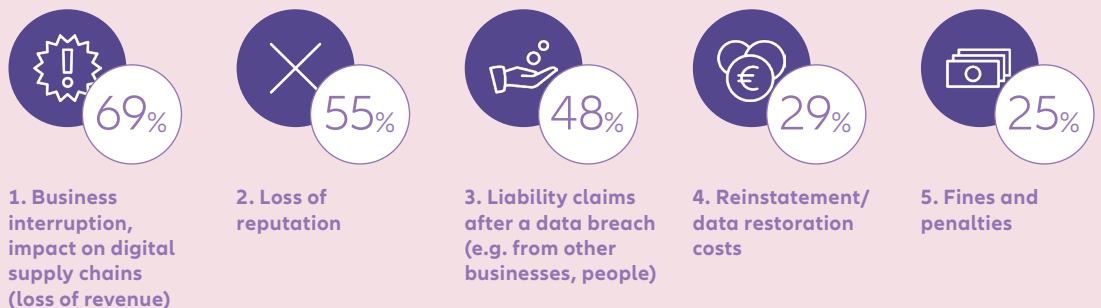 69%
55%
48%
€
29%
25%
1. Business
interruption,
impact on digital
supply chains
(loss of revenue)
2. Loss of
reputation
3. Liability claims
after a data breach
(e.g. from other
businesses, people)
4. Reinstatement/
data restoration
costs
5. Fines and
penalties